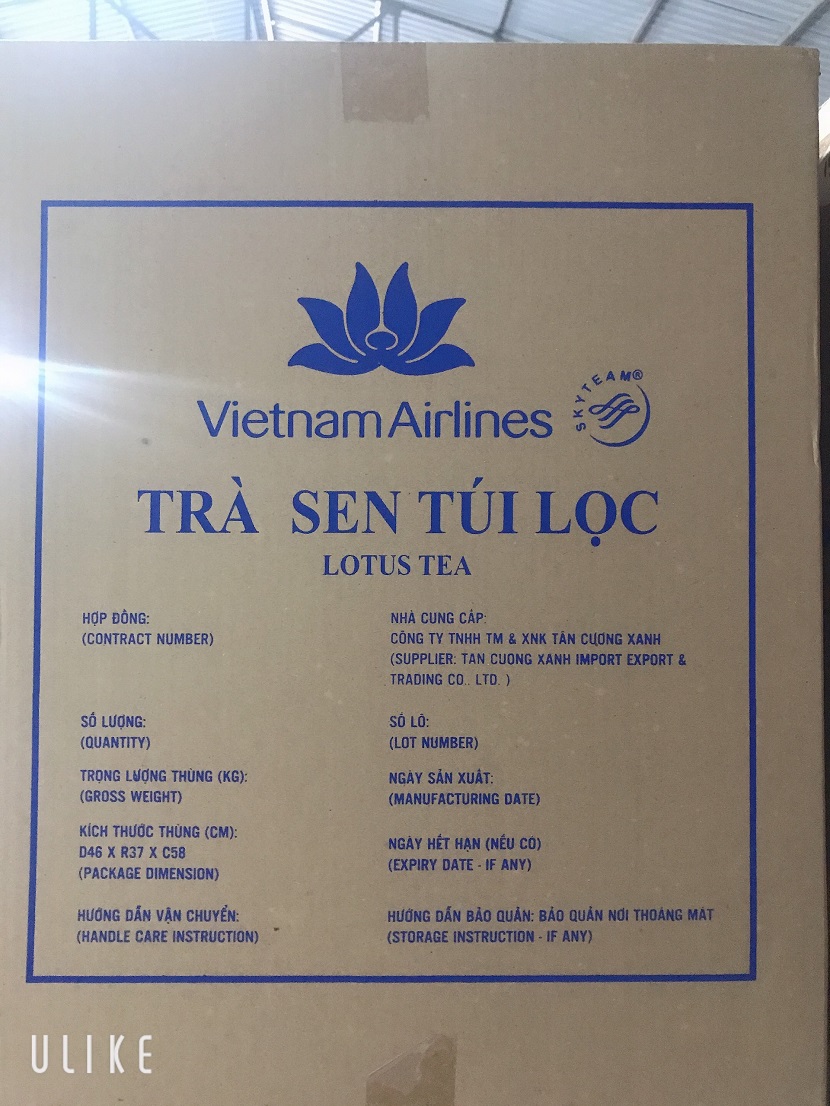 SKYTEAM®
Vietnam Airlines
TRÀ SEN TÚI LỌC
LOTUS TEA
HỢP ĐỒNG:
(CONTRACT NUMBER)
NHÀ CUNG CẤP:
CÔNG TY TNHH TM & XNK TÂN CƯƠNG XANH
(SUPPLIER: TAN CUONG XANH IMPORT EXPORT &
TRADING CO., LTD. )
SỐ LƯỢNG:
(QUANTITY)
SỐ LÔ:
(LOT NUMBER)
TRỌNG LƯỢNG THÙNG (KG):
(GROSS WEIGHT)
NGÀY SẢN XUẤT:
(MANUFACTURING DATE)
KÍCH THƯỚC THÙNG (CM):
D46 X R37 X C58
(PACKAGE DIMENSION)
NGÀY HẾT HẠN (NẾU CÓ)
(EXPIRY DATE - IF ANY)
HƯỚNG DẪN VẬN CHUYỂN:
(HANDLE CARE INSTRUCTION)
HƯỚNG DẪN BẢO QUẢN: BẢO QUẢN NƠI THOÁNG MÁT
(STORAGE INSTRUCTION - IF ANY)
ULIKE